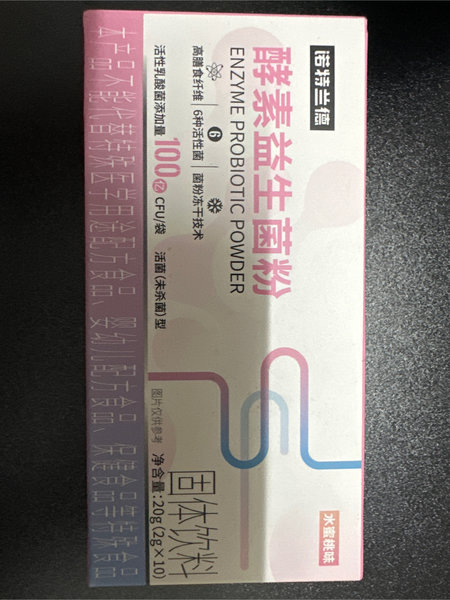 诺特兰德
酵素益生菌粉
ENZYME PROBIOTIC POWDER
高膳食纤维 | 6种活性菌 | 菌粉冻干技术
6
活性乳酸菌添加量 100亿 CFU/袋 活菌(未杀菌)型
图片仅供参考
水蜜桃味
固体饮料
净含量:20g(2g×10)
本产品不能代替特殊医学用途配方食品、婴幼儿配方食品、保健食品等特殊食品